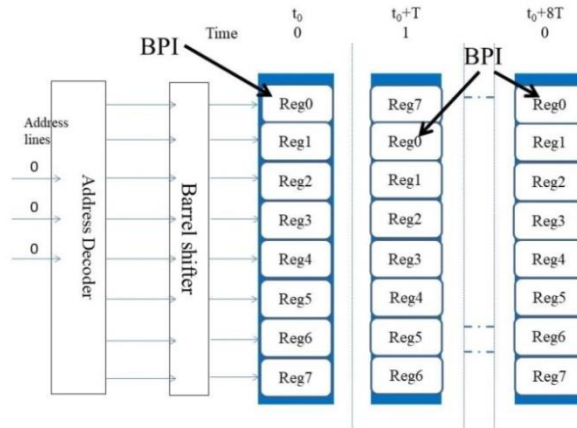 t₀ t₀+T t₀+8T
Time 0 1 0
BPI BPI
Address lines
0
0
0
Address Decoder
Barrel shifter
Reg0
Reg1
Reg2
Reg3
Reg4
Reg5
Reg6
Reg7
Reg7
Reg0
Reg1
Reg2
Reg3
Reg4
Reg5
Reg6
Reg0
Reg1
Reg2
Reg3
Reg4
Reg5
Reg6
Reg7